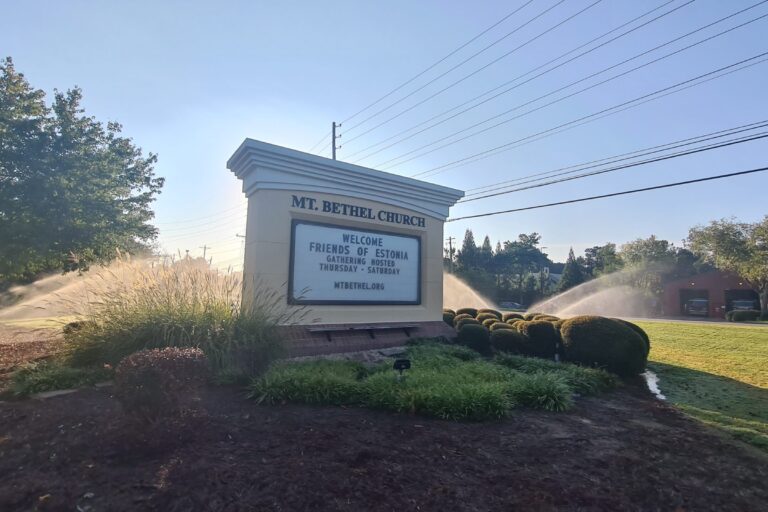 MT. BETHEL CHURCH
WELCOME
FRIENDS OF ESTONIA
GATHERING HOSTED
THURSDAY - SATURDAY
MTBETHEL.ORG